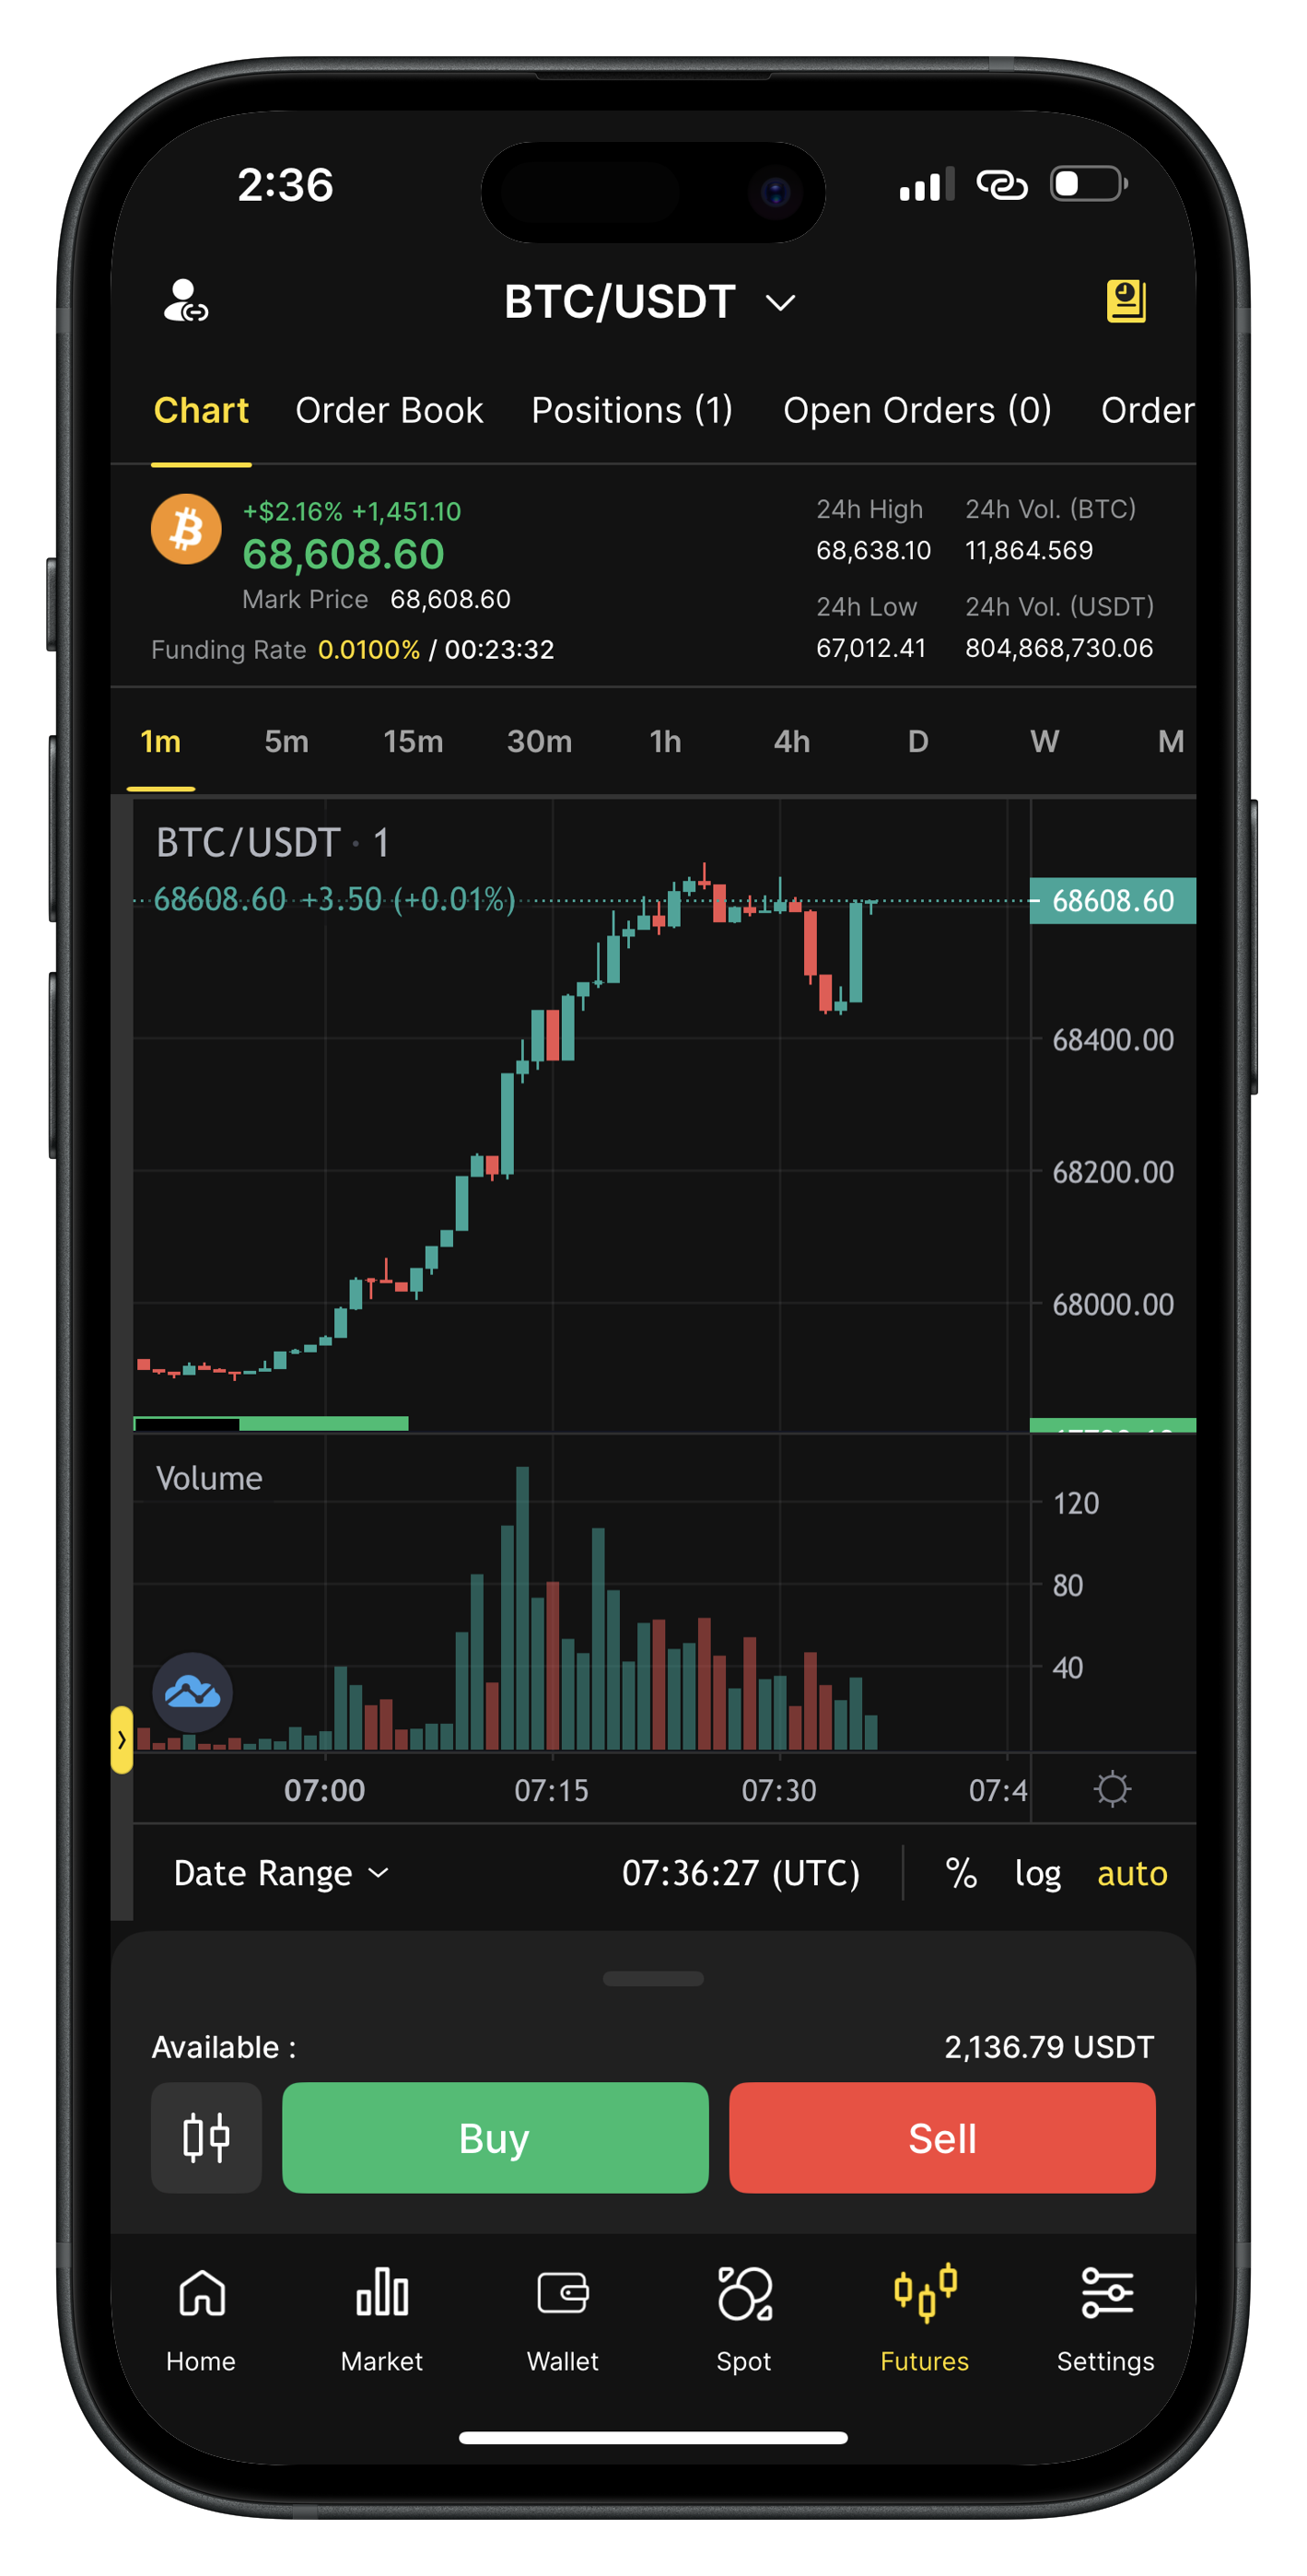 2:36
BTC/USDT
Chart Order Book Positions (1) Open Orders (0) Order
+$2.16% +1,451.10
68,608.60
Mark Price 68,608.60
Funding Rate 0.0100% / 00:23:32
24h High 24h Vol. (BTC)
68,638.10 11,864.569
24h Low 24h Vol. (USDT)
67,012.41 804,868,730.06
1m 5m 15m 30m 1h 4h D W M
BTC/USDT · 1
68608.60 +3.50 (+0.01%)
68608.60
68400.00
68200.00
68000.00
Volume
120
80
40
07:00 07:15 07:30 07:4
Date Range 07:36:27 (UTC) % log auto
Available : 2,136.79 USDT
Buy Sell
Home Market Wallet Spot Futures Settings